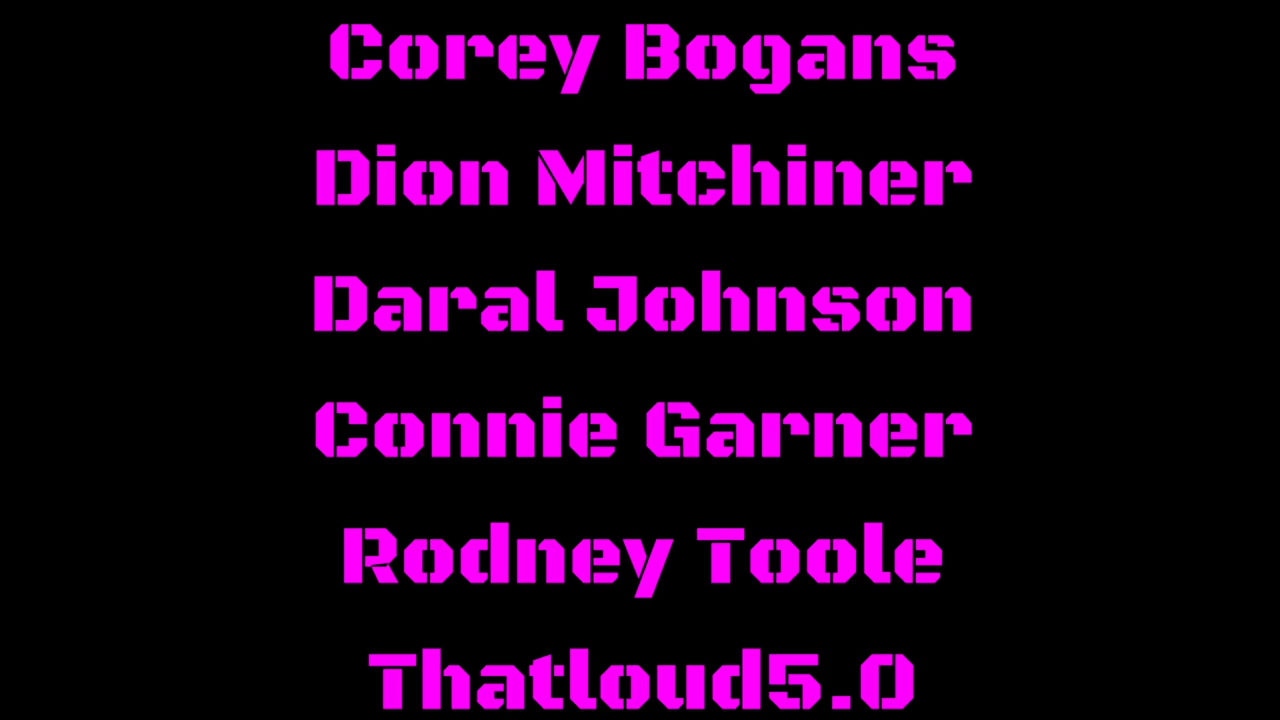 Corey Bogans
Dion Mitchiner
Daral Johnson
Connie Garner
Rodney Toole
Thatloud5.0